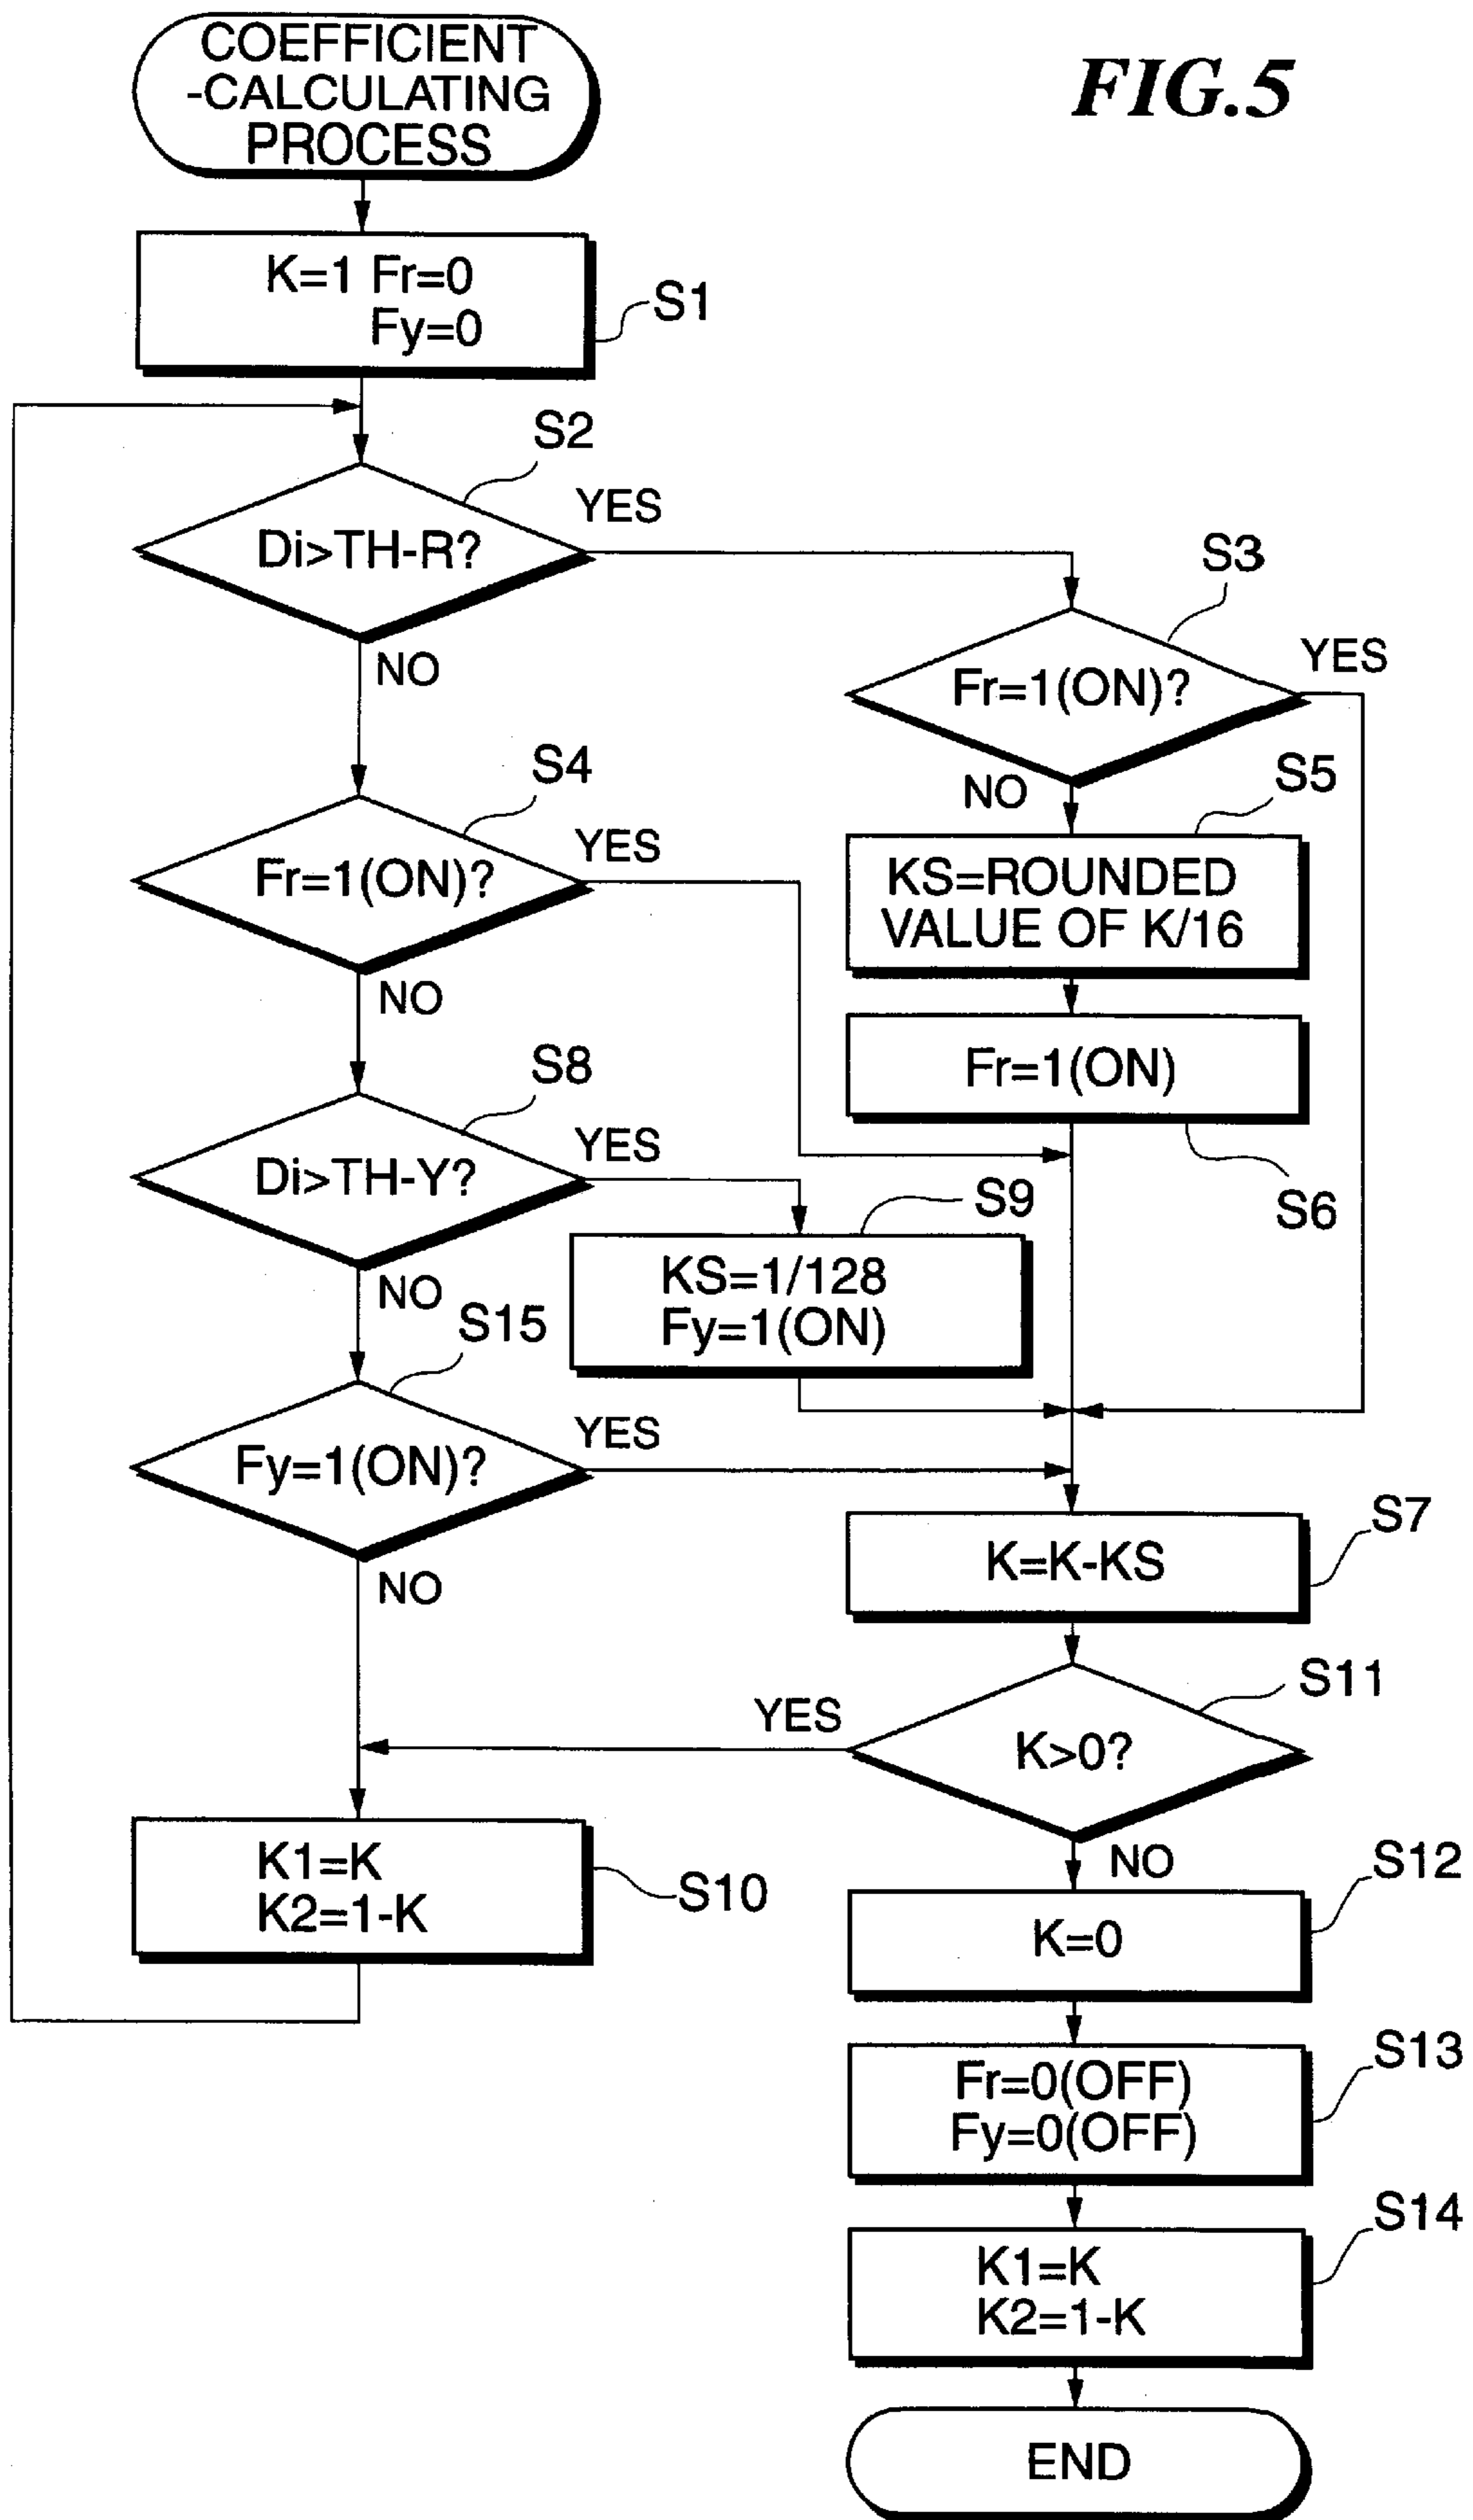 FIG.5
COEFFICIENT
-CALCULATING
PROCESS
K=1 Fr=0
Fy=0
S1
S2
Di>TH-R?
YES
NO
S3
Fr=1(ON)?
YES
NO
S4
Fr=1(ON)?
YES
NO
S5
KS=ROUNDED
VALUE OF K/16
Fr=1(ON)
S6
S8
Di>TH-Y?
YES
NO
S9
KS=1/128
Fy=1(ON)
S15
Fy=1(ON)?
YES
NO
K=K-KS
S7
S11
K>0?
YES
NO
K1=K
K2=1-K
S10
S12
K=0
S13
Fr=0(OFF)
Fy=0(OFF)
S14
K1=K
K2=1-K
END